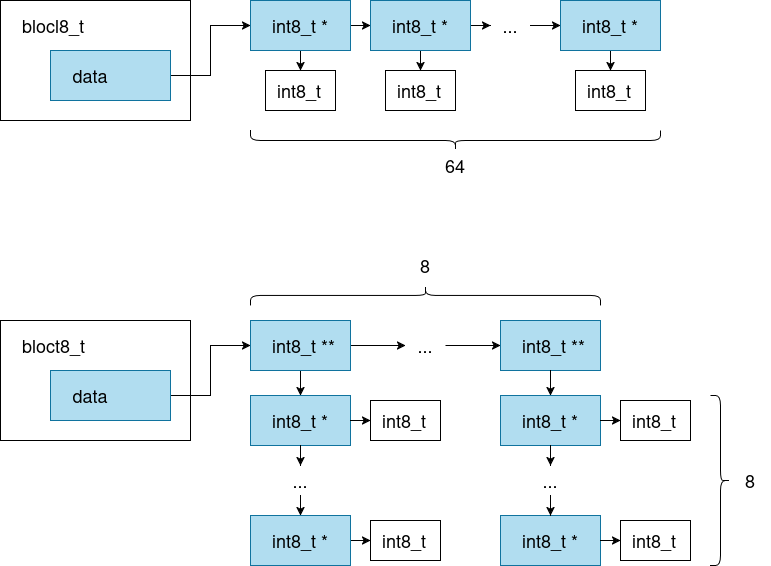 blocl8_t
data
int8_t *
int8_t *
...
int8_t *
int8_t
int8_t
int8_t
64
8
bloct8_t
data
int8_t **
...
int8_t **
int8_t *
int8_t
int8_t *
int8_t
...
...
8
int8_t *
int8_t
int8_t *
int8_t